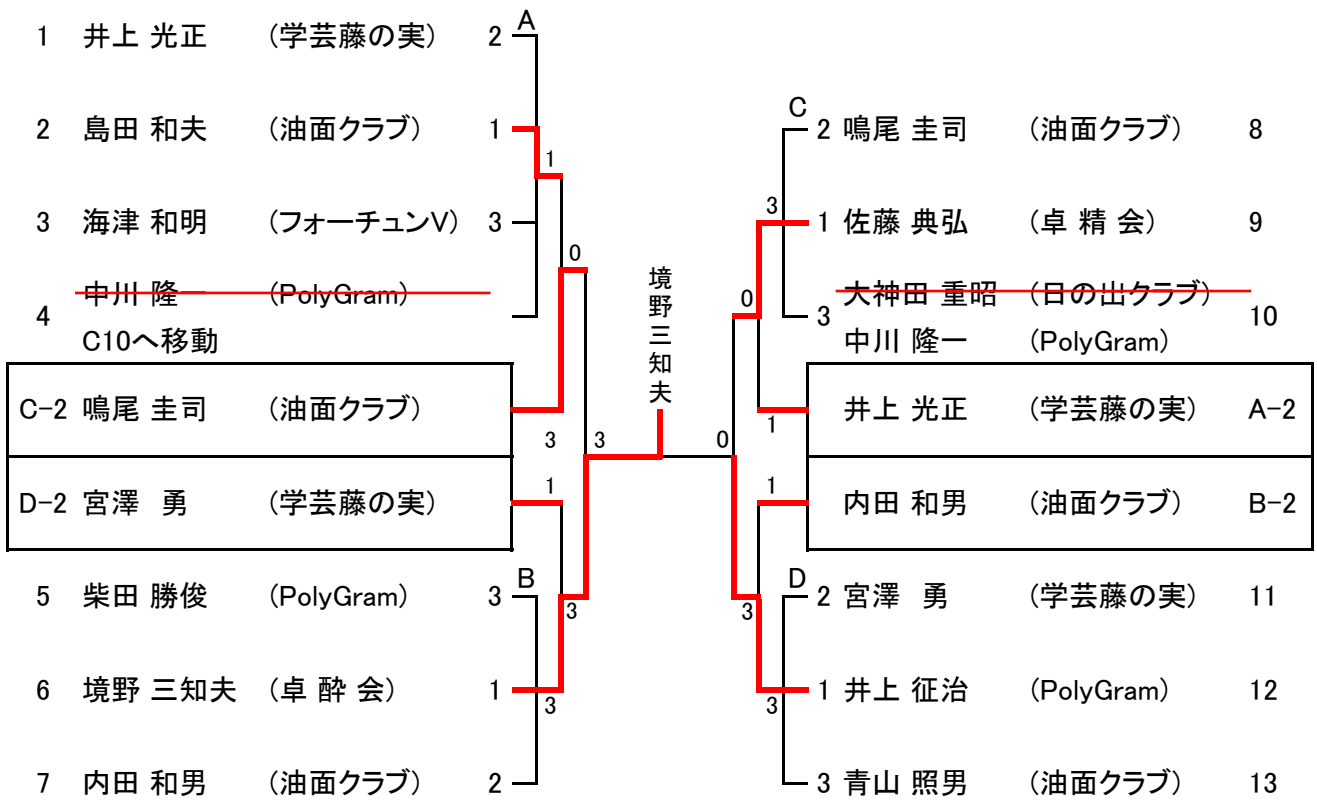 A
1 井上 光正 (学芸藤の実) 2
2 島田 和夫 (油面クラブ) 1
1
3 海津 和明 (フォーチュンV) 3
0
4 中川 隆一 (PolyGram)
C10へ移動
C-2 鳴尾 圭司 (油面クラブ)
3 3
D-2 宮澤 勇 (学芸藤の実)
1
B
5 柴田 勝俊 (PolyGram) 3
3
6 境野 三知夫 (卓 酔 会) 1
3
7 内田 和男 (油面クラブ) 2
境野三知夫
C
2 鳴尾 圭司 (油面クラブ) 8
3
1 佐藤 典弘 (卓 精 会) 9
0
大神田 重昭 (日の出クラブ)
3 10
中川 隆一 (PolyGram)
井上 光正 (学芸藤の実) A-2
1
0
1
内田 和男 (油面クラブ) B-2
D
2 宮澤 勇 (学芸藤の実) 11
3
1 井上 征治 (PolyGram) 12
3
3 青山 照男 (油面クラブ) 13